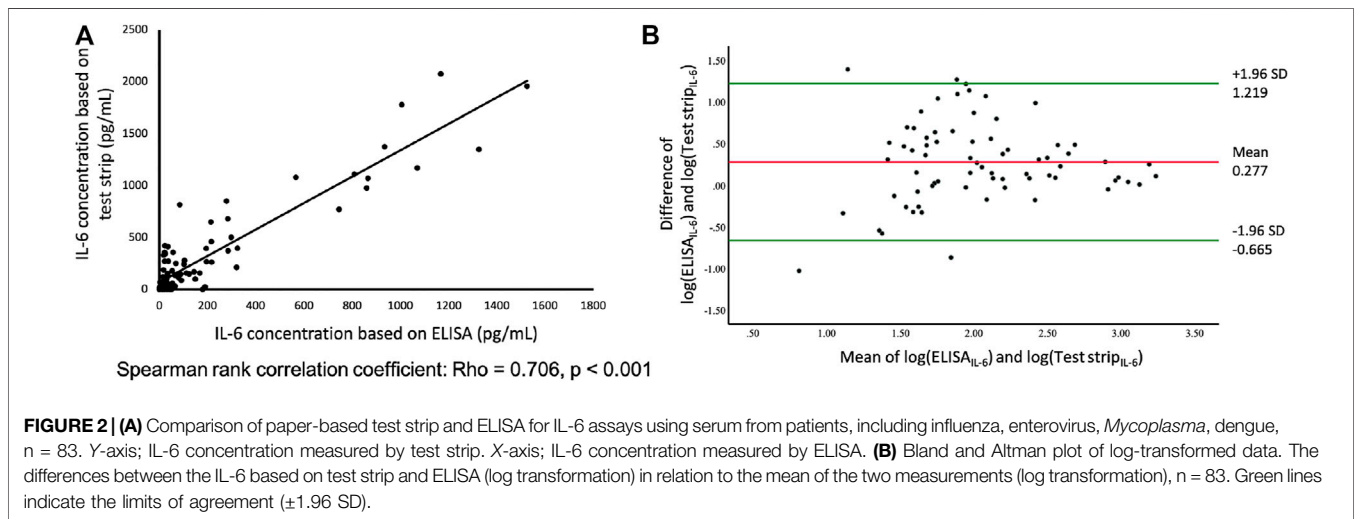 A
IL-6 concentration based on
test strip (pg/mL)
2500
2000
1500
1000
500
0
0 200 400 600 800 1000 1200 1400 1600 1800
IL-6 concentration based on ELISA (pg/mL)
Spearman rank correlation coefficient: Rho = 0.706, p < 0.001
B
Difference of
log(ELISA_IL-6) and log(Test strip_IL-6)
1.50
1.00
.50
.00
-.50
-1.00
-1.50
.50 1.00 1.50 2.00 2.50 3.00 3.50
Mean of log(ELISA_IL-6) and log(Test strip_IL-6)
+1.96 SD
1.219
Mean
0.277
-1.96 SD
-0.665
FIGURE 2 | (A) Comparison of paper-based test strip and ELISA for IL-6 assays using serum from patients, including influenza, enterovirus, Mycoplasma, dengue,
n = 83. Y-axis; IL-6 concentration measured by test strip. X-axis; IL-6 concentration measured by ELISA. (B) Bland and Altman plot of log-transformed data. The
differences between the IL-6 based on test strip and ELISA (log transformation) in relation to the mean of the two measurements (log transformation), n = 83. Green lines
indicate the limits of agreement (±1.96 SD).